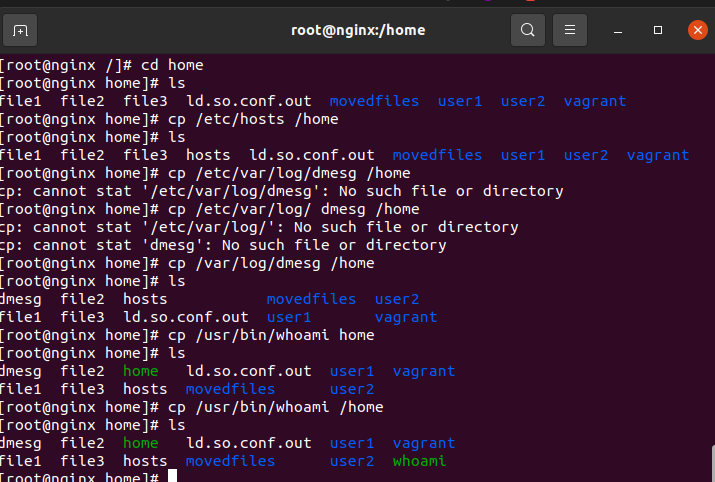 root@nginx:/home
[root@nginx /]# cd home
[root@nginx home]# ls
file1  file2  file3  ld.so.conf.out  movedfiles  user1  user2  vagrant
[root@nginx home]# cp /etc/hosts /home
[root@nginx home]# ls
file1  file2  file3  hosts  ld.so.conf.out  movedfiles  user1  user2  vagrant
[root@nginx home]# cp /etc/var/log/dmesg /home
cp: cannot stat '/etc/var/log/dmesg': No such file or directory
[root@nginx home]# cp /etc/var/log/ dmesg /home
cp: cannot stat '/etc/var/log/': No such file or directory
cp: cannot stat 'dmesg': No such file or directory
[root@nginx home]# cp /var/log/dmesg /home
[root@nginx home]# ls
dmesg  file2  hosts           movedfiles  user2
file1  file3  ld.so.conf.out  user1       vagrant
[root@nginx home]# cp /usr/bin/whoami home
[root@nginx home]# ls
dmesg  file2  home   ld.so.conf.out  user1  vagrant
file1  file3  hosts  movedfiles      user2
[root@nginx home]# cp /usr/bin/whoami /home
[root@nginx home]# ls
dmesg  file2  home   ld.so.conf.out  user1  vagrant
file1  file3  hosts  movedfiles      user2  whoami
[root@nginx home]#